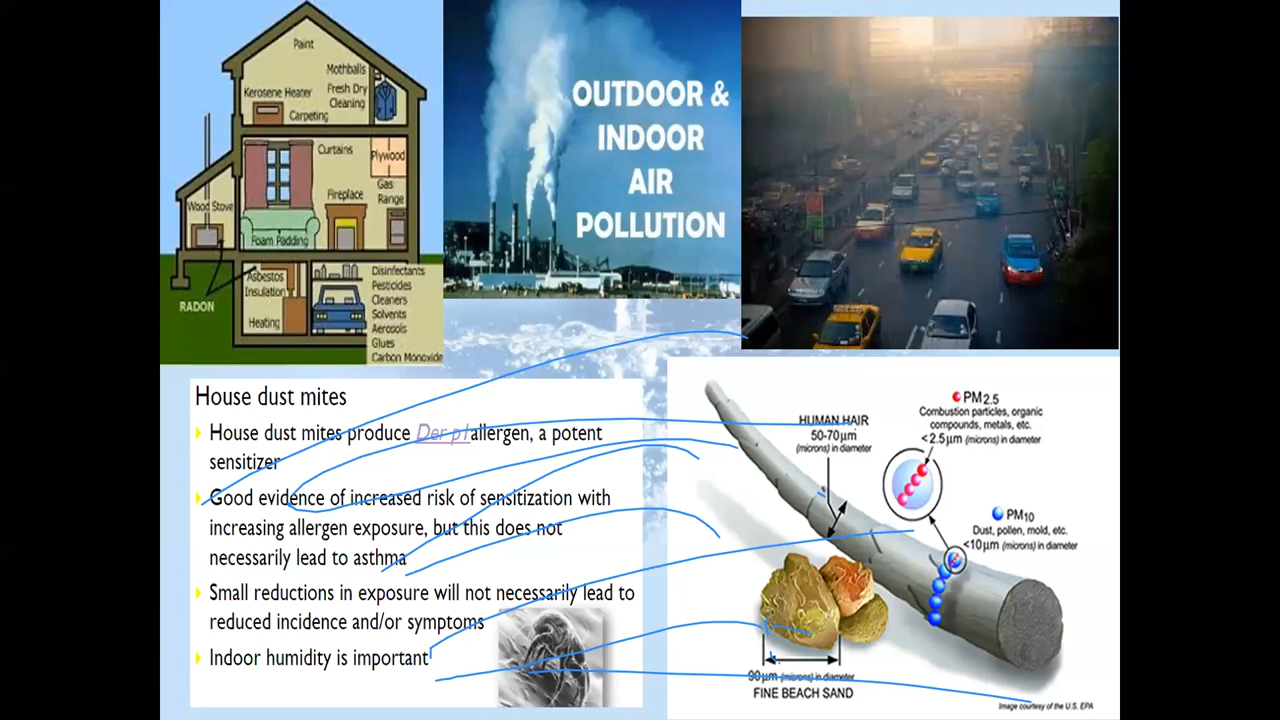 Paint
Mothballs
Kerosene Heater
Fresh Dry
Cleaning
Carpeting
Curtains
Plywood
Fireplace
Gas
Range
Wood Stove
Foam Padding
Asbestos
Insulation
RADON
Heating
Disinfectants
Pesticides
Cleaners
Solvents
Aerosols
Glues
Carbon Monoxide
OUTDOOR &
INDOOR
AIR
POLLUTION
House dust mites
House dust mites produce Der p1 allergen, a potent
sensitizer
Good evidence of increased risk of sensitization with
increasing allergen exposure, but this does not
necessarily lead to asthma
Small reductions in exposure will not necessarily lead to
reduced incidence and/or symptoms
Indoor humidity is important
HUMAN HAIR
50-70μm
(microns) in diameter
PM2.5
Combustion particles, organic
compounds, metals, etc.
<2.5μm (microns) in diameter
PM10
Dust, pollen, mold, etc.
<10μm (microns) in diameter
90μm (microns) in diameter
FINE BEACH SAND
Image courtesy of the U.S. EPA